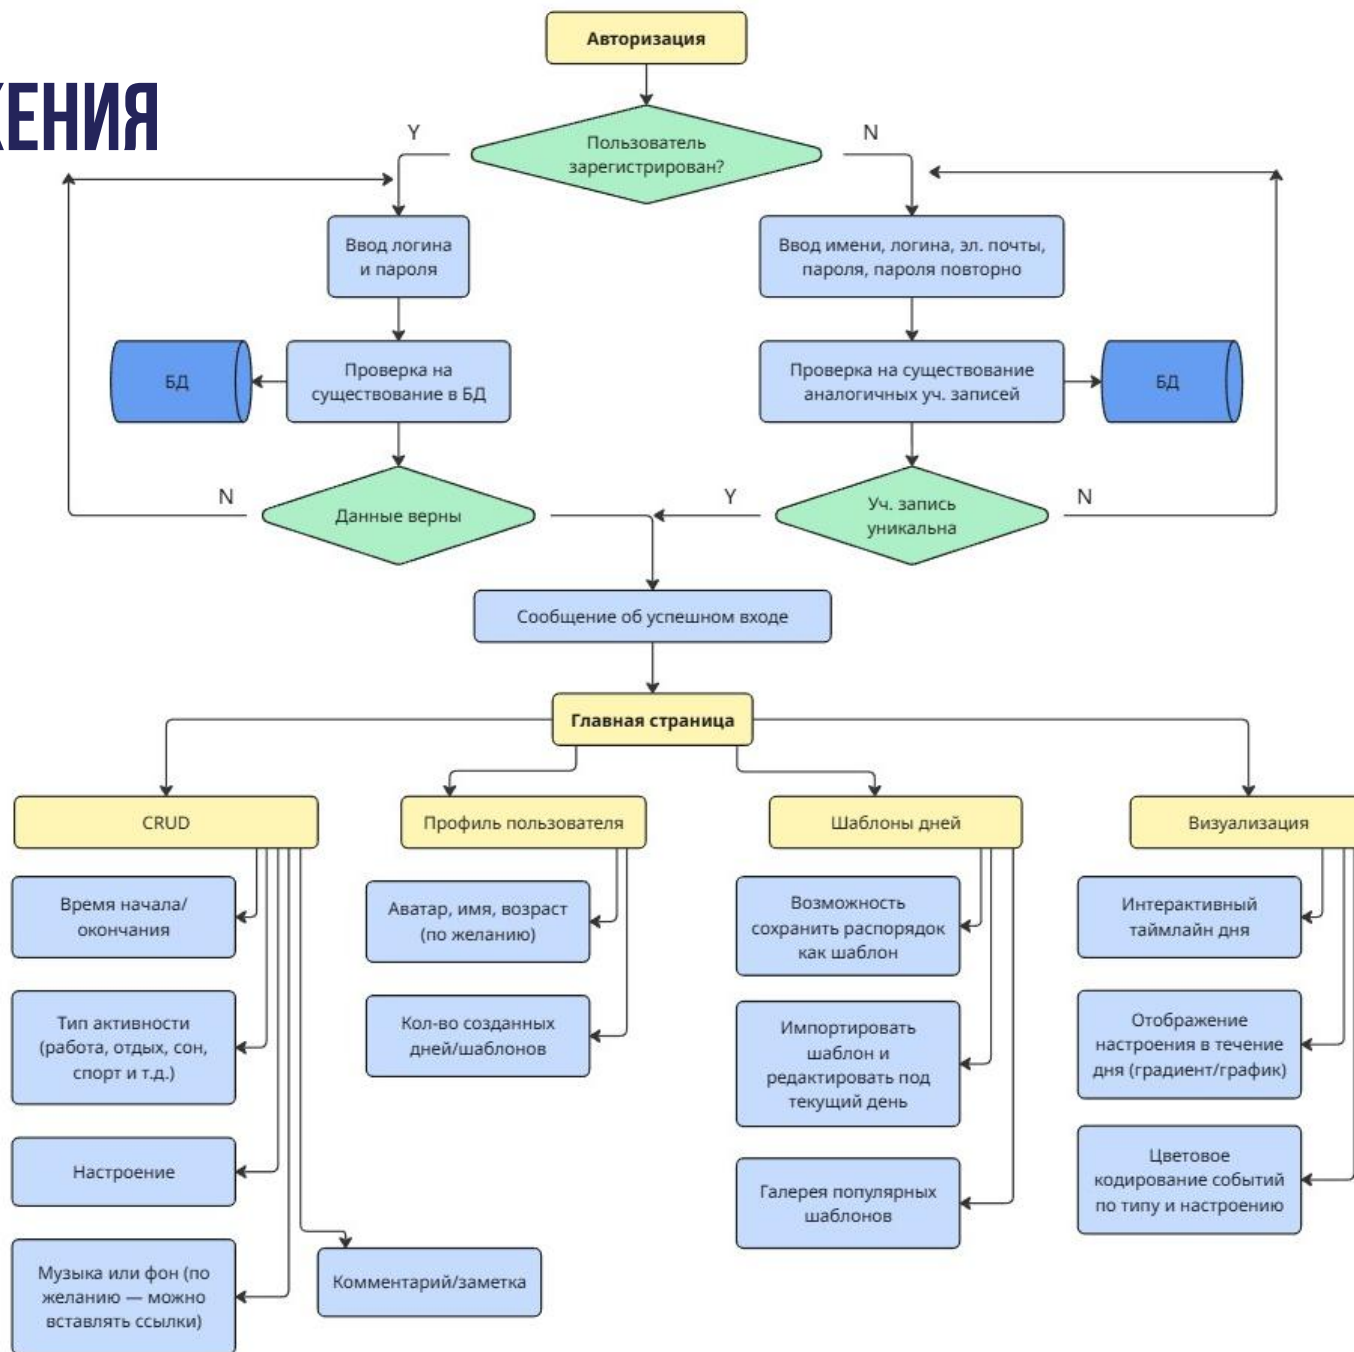 Авторизация
ЖЕНИЯ
Y
N
Пользователь
зарегистрирован?
Ввод логина
и пароля
Ввод имени, логина, эл. почты,
пароля, пароля повторно
БД
Проверка на
существование в БД
Проверка на существование
аналогичных уч. записей
БД
N
Данные верны
Y
Уч. запись
уникальна
N
Сообщение об успешном входе
Главная страница
CRUD
Профиль пользователя
Шаблоны дней
Визуализация
Время начала/
окончания
Тип активности
(работа, отдых, сон,
спорт и т.д.)
Настроение
Музыка или фон (по
желанию — можно
вставлять ссылки)
Комментарий/заметка
Аватар, имя, возраст
(по желанию)
Кол-во созданных
дней/шаблонов
Возможность
сохранить распорядок
как шаблон
Импортировать
шаблон и
редактировать под
текущий день
Галерея популярных
шаблонов
Интерактивный
таймлайн дня
Отображение
настроения в течение
дня (градиент/график)
Цветовое
кодирование событий
по типу и настроению